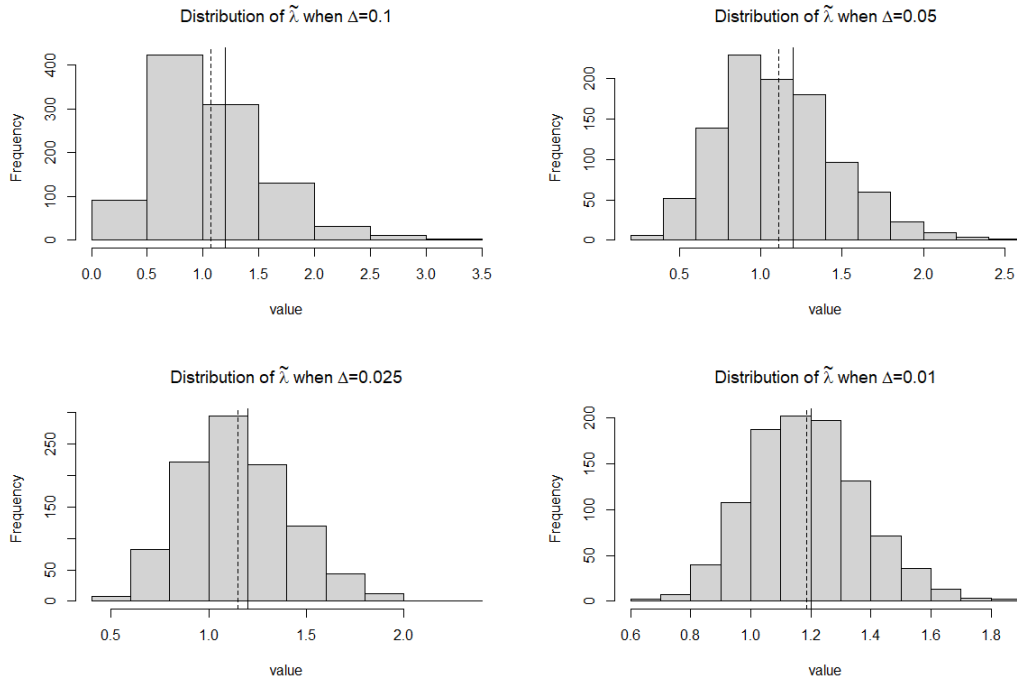 Distribution of λ̃ when Δ=0.1
Frequency
0 100 200 300 400
0.0 0.5 1.0 1.5 2.0 2.5 3.0 3.5
value
Distribution of λ̃ when Δ=0.05
Frequency
0 50 100 150 200
0.5 1.0 1.5 2.0 2.5
value
Distribution of λ̃ when Δ=0.025
Frequency
0 50 150 250
0.5 1.0 1.5 2.0
value
Distribution of λ̃ when Δ=0.01
Frequency
0 50 100 150 200
0.6 0.8 1.0 1.2 1.4 1.6 1.8
value